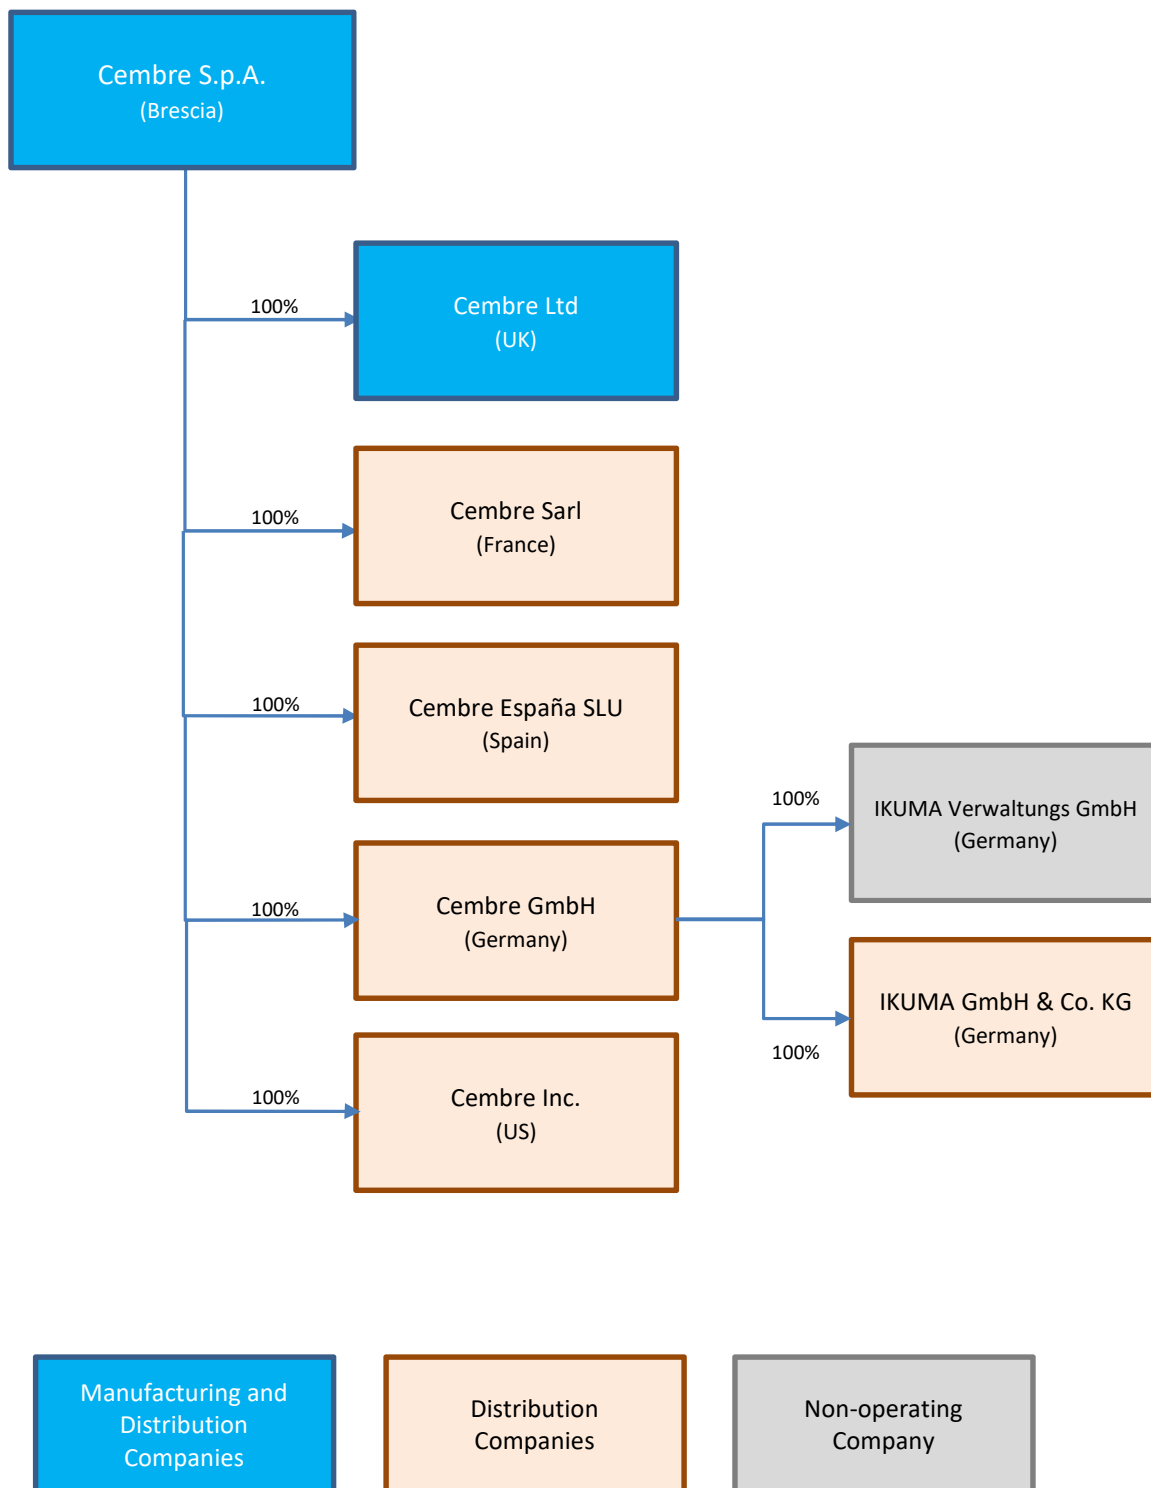 Cembre S.p.A.
(Brescia)
100%
Cembre Ltd
(UK)
100%
Cembre Sarl
(France)
100%
Cembre España SLU
(Spain)
100%
IKUMA Verwaltungs GmbH
(Germany)
100%
Cembre GmbH
(Germany)
100%
IKUMA GmbH & Co. KG
(Germany)
100%
Cembre Inc.
(US)
Manufacturing and
Distribution
Companies
Distribution
Companies
Non-operating
Company